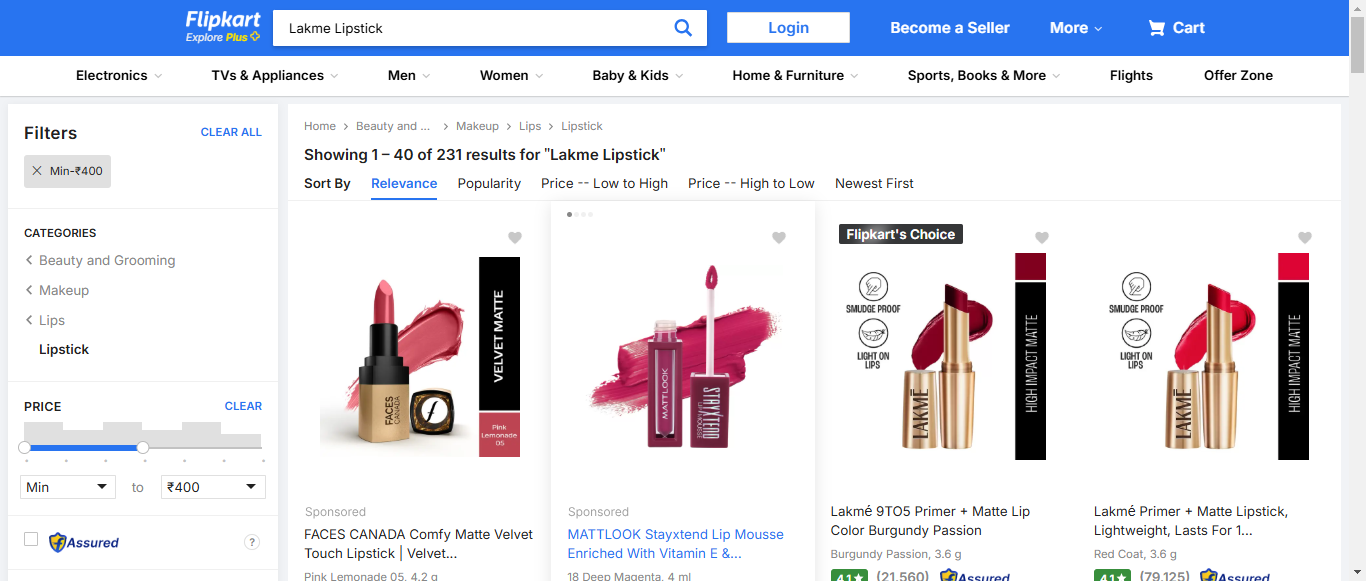 Flipkart
Explore Plus
Lakme Lipstick
Login
Become a Seller
More
Cart
Electronics
TVs & Appliances
Men
Women
Baby & Kids
Home & Furniture
Sports, Books & More
Flights
Offer Zone
Filters
CLEAR ALL
Min-₹400
CATEGORIES
Beauty and Grooming
Makeup
Lips
Lipstick
PRICE
CLEAR
Min
to
₹400
Assured
?
Home
Beauty and ...
Makeup
Lips
Lipstick
Showing 1 – 40 of 231 results for "Lakme Lipstick"
Sort By
Relevance
Popularity
Price -- Low to High
Price -- High to Low
Newest First
VELVET MATTE
FACES
CANADA
Pink
Lemonade
05
Sponsored
FACES CANADA Comfy Matte Velvet
Touch Lipstick | Velvet...
Pink Lemonade 05, 4.2 g
MATTLOOK
STAYXTEND
Sponsored
MATTLOOK Stayxtend Lip Mousse
Enriched With Vitamin E &...
18 Deep Magenta, 4 ml
Flipkart's Choice
SMUDGE PROOF
LIGHT ON
LIPS
LAKMĒ
HIGH IMPACT MATTE
Lakmé 9TO5 Primer + Matte Lip
Color Burgundy Passion
Burgundy Passion, 3.6 g
4.1★
(21,560)
Assured
SMUDGE PROOF
LIGHT ON
LIPS
LAKMĒ
HIGH IMPACT MATTE
Lakmé Primer + Matte Lipstick,
Lightweight, Lasts For 1...
Red Coat, 3.6 g
4.1★
(79,125)
Assured